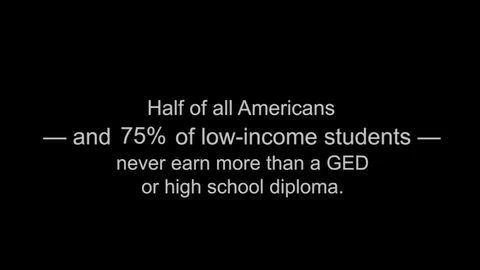 Half of all Americans
— and 75% of low-income students —
never earn more than a GED
or high school diploma.